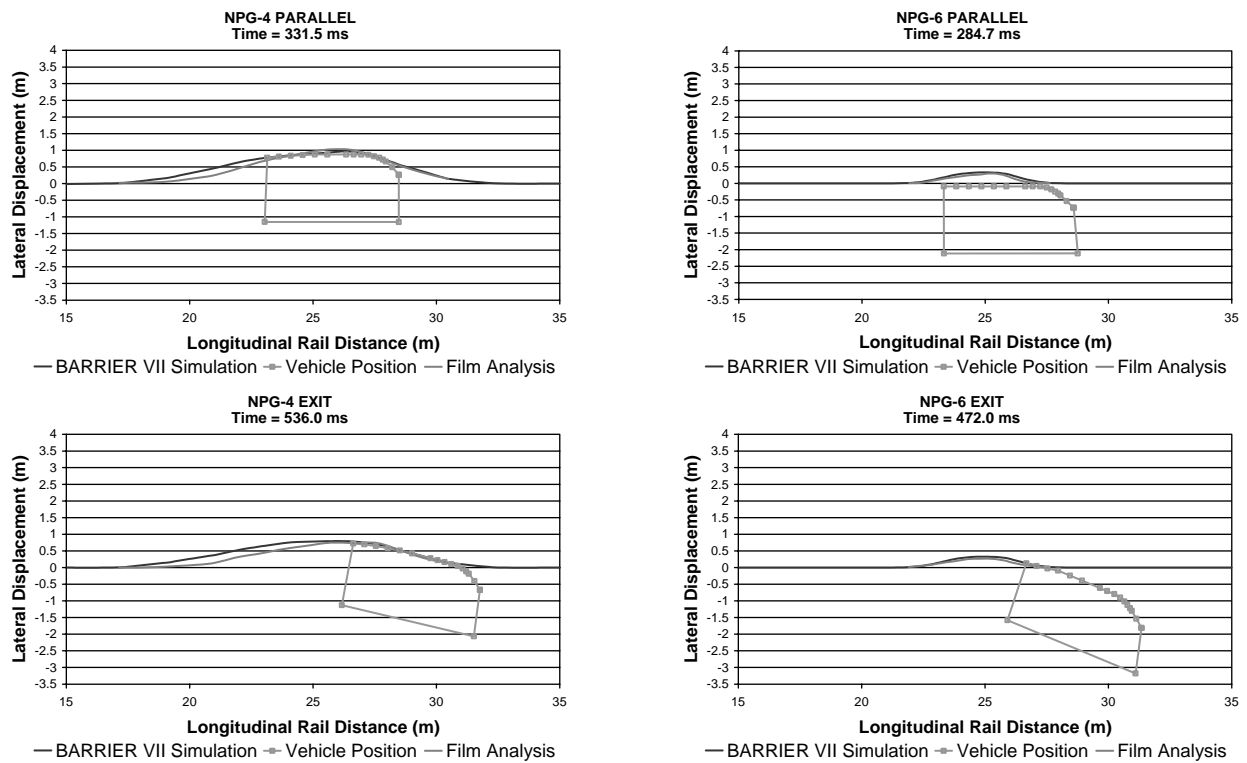 NPG-4 PARALLEL
Time = 331.5 ms
Lateral Displacement (m)
4
3.5
3
2.5
2
1.5
1
0.5
0
-0.5
-1
-1.5
-2
-2.5
-3
-3.5
15 20 25 30 35
Longitudinal Rail Distance (m)
BARRIER VII Simulation Vehicle Position Film Analysis
NPG-6 PARALLEL
Time = 284.7 ms
Lateral Displacement (m)
4
3.5
3
2.5
2
1.5
1
0.5
0
-0.5
-1
-1.5
-2
-2.5
-3
-3.5
15 20 25 30 35
Longitudinal Rail Distance (m)
BARRIER VII Simulation Vehicle Position Film Analysis
NPG-4 EXIT
Time = 536.0 ms
Lateral Displacement (m)
4
3.5
3
2.5
2
1.5
1
0.5
0
-0.5
-1
-1.5
-2
-2.5
-3
-3.5
15 20 25 30 35
Longitudinal Rail Distance (m)
BARRIER VII Simulation Vehicle Position Film Analysis
NPG-6 EXIT
Time = 472.0 ms
Lateral Displacement (m)
4
3.5
3
2.5
2
1.5
1
0.5
0
-0.5
-1
-1.5
-2
-2.5
-3
-3.5
15 20 25 30 35
Longitudinal Rail Distance (m)
BARRIER VII Simulation Vehicle Position Film Analysis